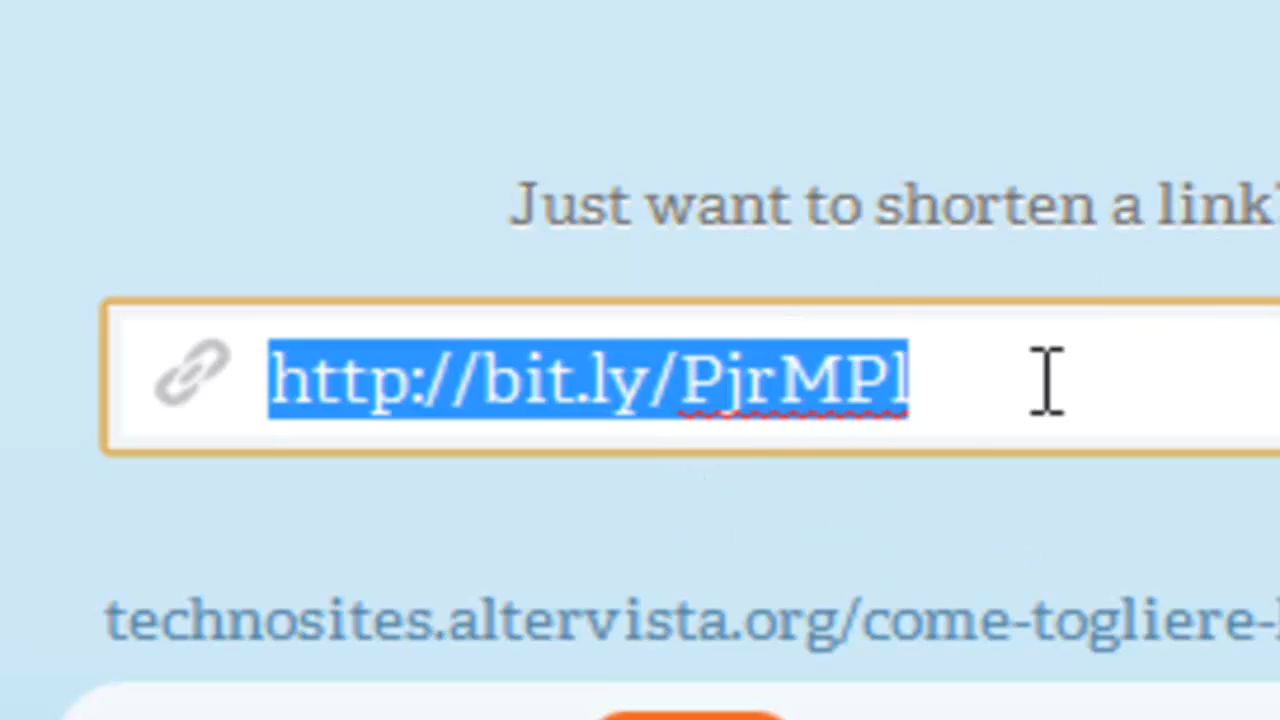 Just want to shorten a link?
http://bit.ly/PjrMPl
technosites.altervista.org/come-togliere-